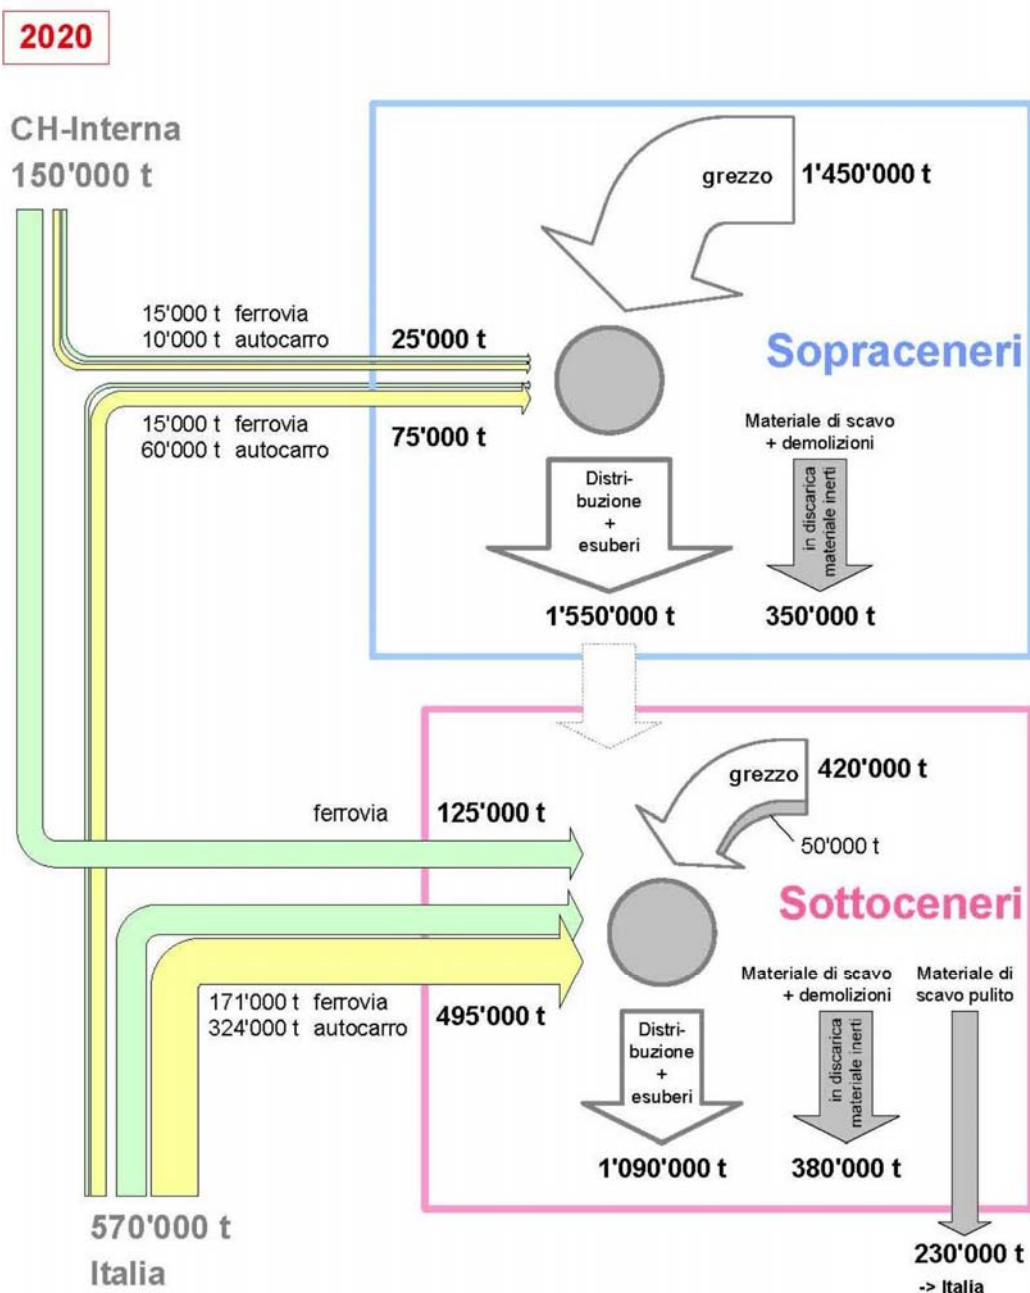 2020
CH-Interna
150'000 t
grezzo
1'450'000 t
15'000 t ferrovia
10'000 t autocarro
25'000 t
Sopraceneri
15'000 t ferrovia
60'000 t autocarro
75'000 t
Materiale di scavo
+ demolizioni
Distri-
buzione
+
esuberi
in discarica
materiale inerti
1'550'000 t
350'000 t
grezzo
420'000 t
ferrovia
125'000 t
50'000 t
Sottoceneri
171'000 t ferrovia
324'000 t autocarro
495'000 t
Materiale di scavo
+ demolizioni
Materiale di
scavo pulito
Distri-
buzione
+
esuberi
in discarica
materiale inerti
1'090'000 t
380'000 t
570'000 t
Italia
230'000 t
-> Italia